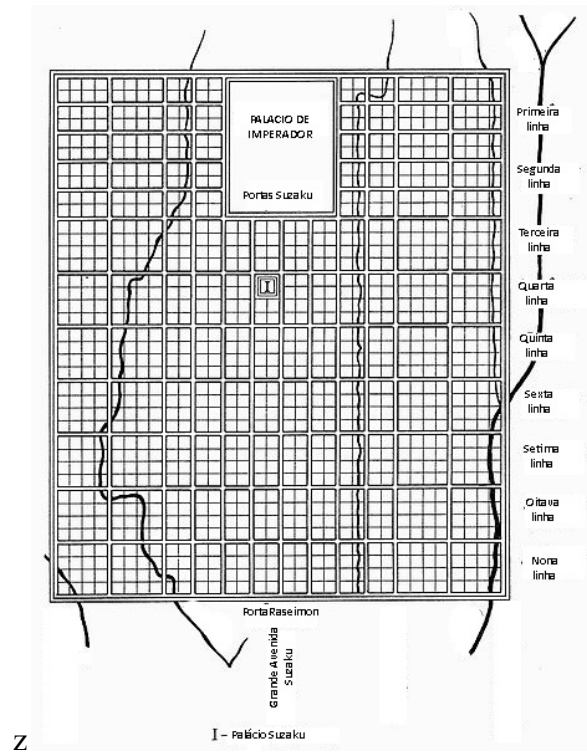 PALACIO DE
IMPERADOR
Portas Suzaku
Primeira
linha
Segunda
linha
Terceira
linha
I
Quarta
linha
Quinta
linha
Sexta
linha
Setima
linha
Oitava
linha
Nona
linha
Porta Raseimon
Grande Avenida
Suzaku
Z
I – Palácio Suzaku